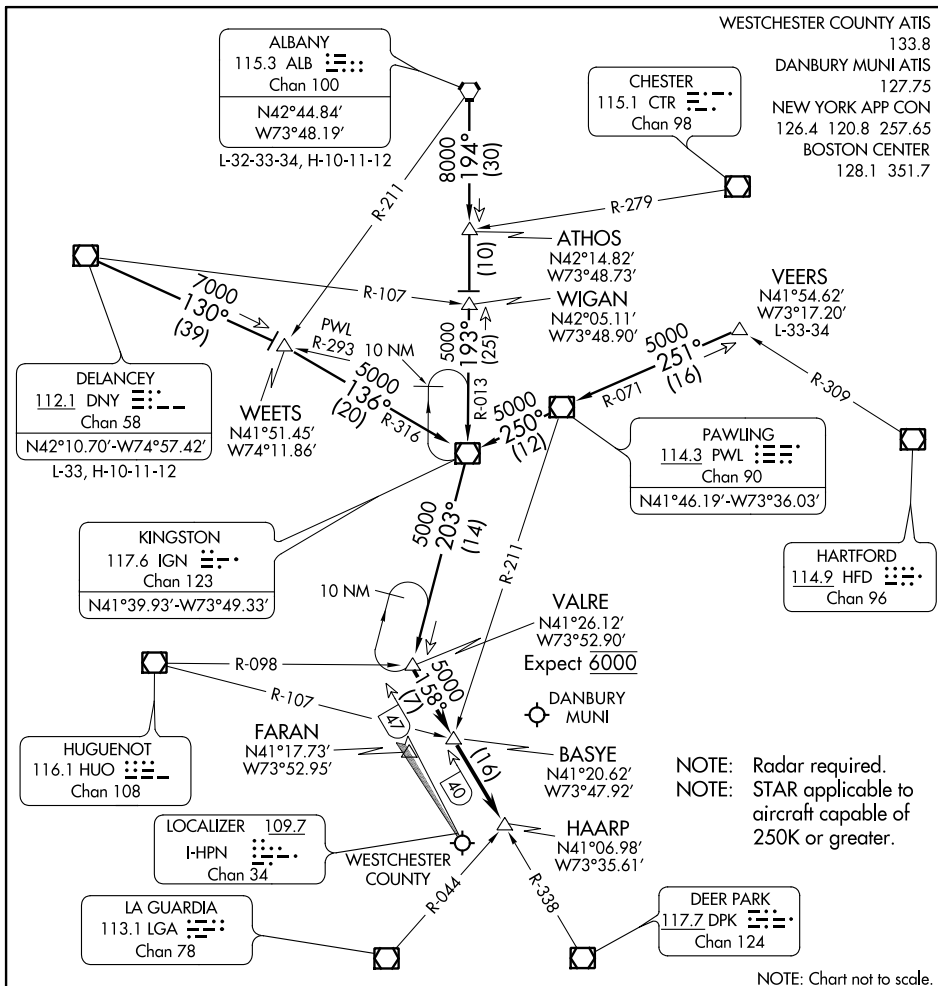 WESTCHESTER COUNTY ATIS
133.8
DANBURY MUNI ATIS
127.75
NEW YORK APP CON
126.4 120.8 257.65
BOSTON CENTER
128.1 351.7
ALBANY
115.3 ALB
Chan 100
N42°44.84′
W73°48.19′
L-32-33-34, H-10-11-12
CHESTER
115.1 CTR
Chan 98
8000
194°
(30)
R-211
R-279
ATHOS
N42°14.82′
W73°48.73′
(10)
WIGAN
N42°05.11′
W73°48.90′
VEERS
N41°54.62′
W73°17.20′
L-33-34
7000
130°
(39)
R-107
DELANCEY
112.1 DNY
Chan 58
N42°10.70′-W74°57.42′
L-33, H-10-11-12
WEETS
N41°51.45′
W74°11.86′
PWL
R-293
10 NM
5000
136°
(20)
R-316
5000
193°
(25)
R-013
5000
250°
(12)
5000
251°
(16)
R-071
R-309
PAWLING
114.3 PWL
Chan 90
N41°46.19′-W73°36.03′
KINGSTON
117.6 IGN
Chan 123
N41°39.93′-W73°49.33′
HARTFORD
114.9 HFD
Chan 96
5000
203°
(14)
R-211
10 NM
VALRE
N41°26.12′
W73°52.90′
Expect 6000
R-098
R-107
5000
158°
(7)
DANBURY
MUNI
HUGUENOT
116.1 HUO
Chan 108
FARAN
N41°17.73′
W73°52.95′
47
40
(16)
BASYE
N41°20.62′
W73°47.92′
HAARP
N41°06.98′
W73°35.61′
NOTE: Radar required.
NOTE: STAR applicable to
aircraft capable of
250K or greater.
LOCALIZER 109.7
I-HPN
Chan 34
WESTCHESTER
COUNTY
LA GUARDIA
113.1 LGA
Chan 78
R-044
R-338
DEER PARK
117.7 DPK
Chan 124
NOTE: Chart not to scale.